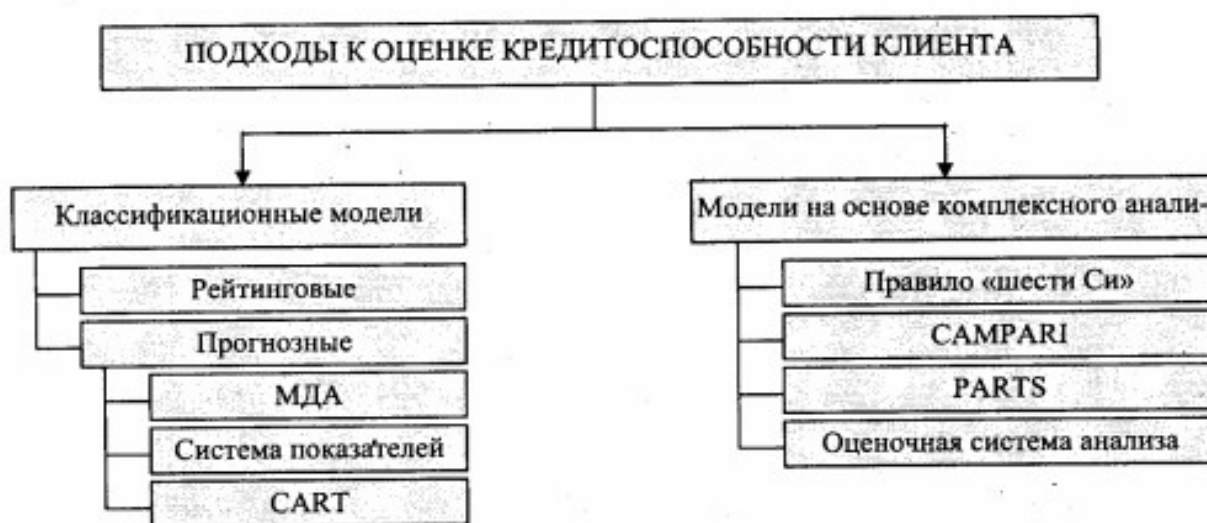 ПОДХОДЫ К ОЦЕНКЕ КРЕДИТОСПОСОБНОСТИ КЛИЕНТА
Классификационные модели
Рейтинговые
Прогнозные
МДА
Система показателей
CART
Модели на основе комплексного анали-
Правило «шести Си»
CAMPARI
PARTS
Оценочная система анализа